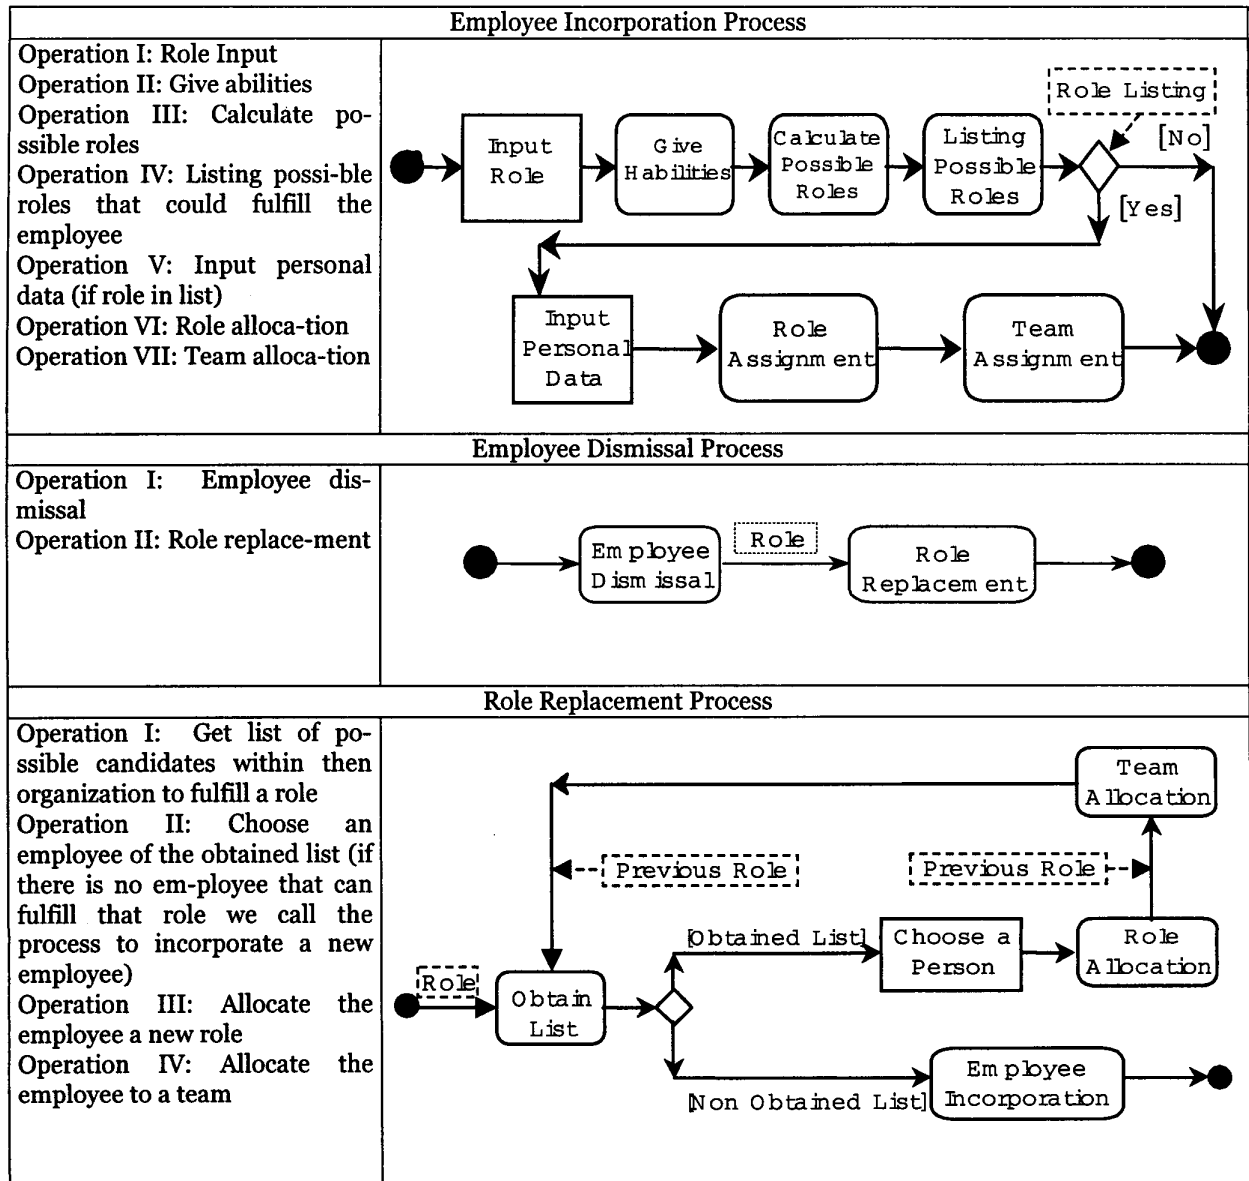 Employee Incorporation Process
Operation I: Role Input
Operation II: Give abilities
Operation III: Calculate po-
ssible roles
Operation IV: Listing possi-ble
roles that could fulfill the
employee
Operation V: Input personal
data (if role in list)
Operation VI: Role alloca-tion
Operation VII: Team alloca-tion
Role Listing
Input
Role
Give
Habilities
Calculate
Possible
Roles
Listing
Possible
Roles
[No]
[Yes]
Input
Personal
Data
Role
Assignment
Team
Assignment
Employee Dismissal Process
Operation I: Employee dis-
missal
Operation II: Role replace-ment
Employee
Dismissal
Role
Role
Replacement
Role Replacement Process
Operation I: Get list of po-
ssible candidates within then
organization to fulfill a role
Operation II: Choose an
employee of the obtained list (if
there is no em-ployee that can
fulfill that role we call the
process to incorporate a new
employee)
Operation III: Allocate the
employee a new role
Operation IV: Allocate the
employee to a team
Team
Allocation
Previous Role
Previous Role
[Obtained List]
Choose a
Person
Role
Allocation
Role
Obtain
List
[Non Obtained List]
Employee
Incorporation